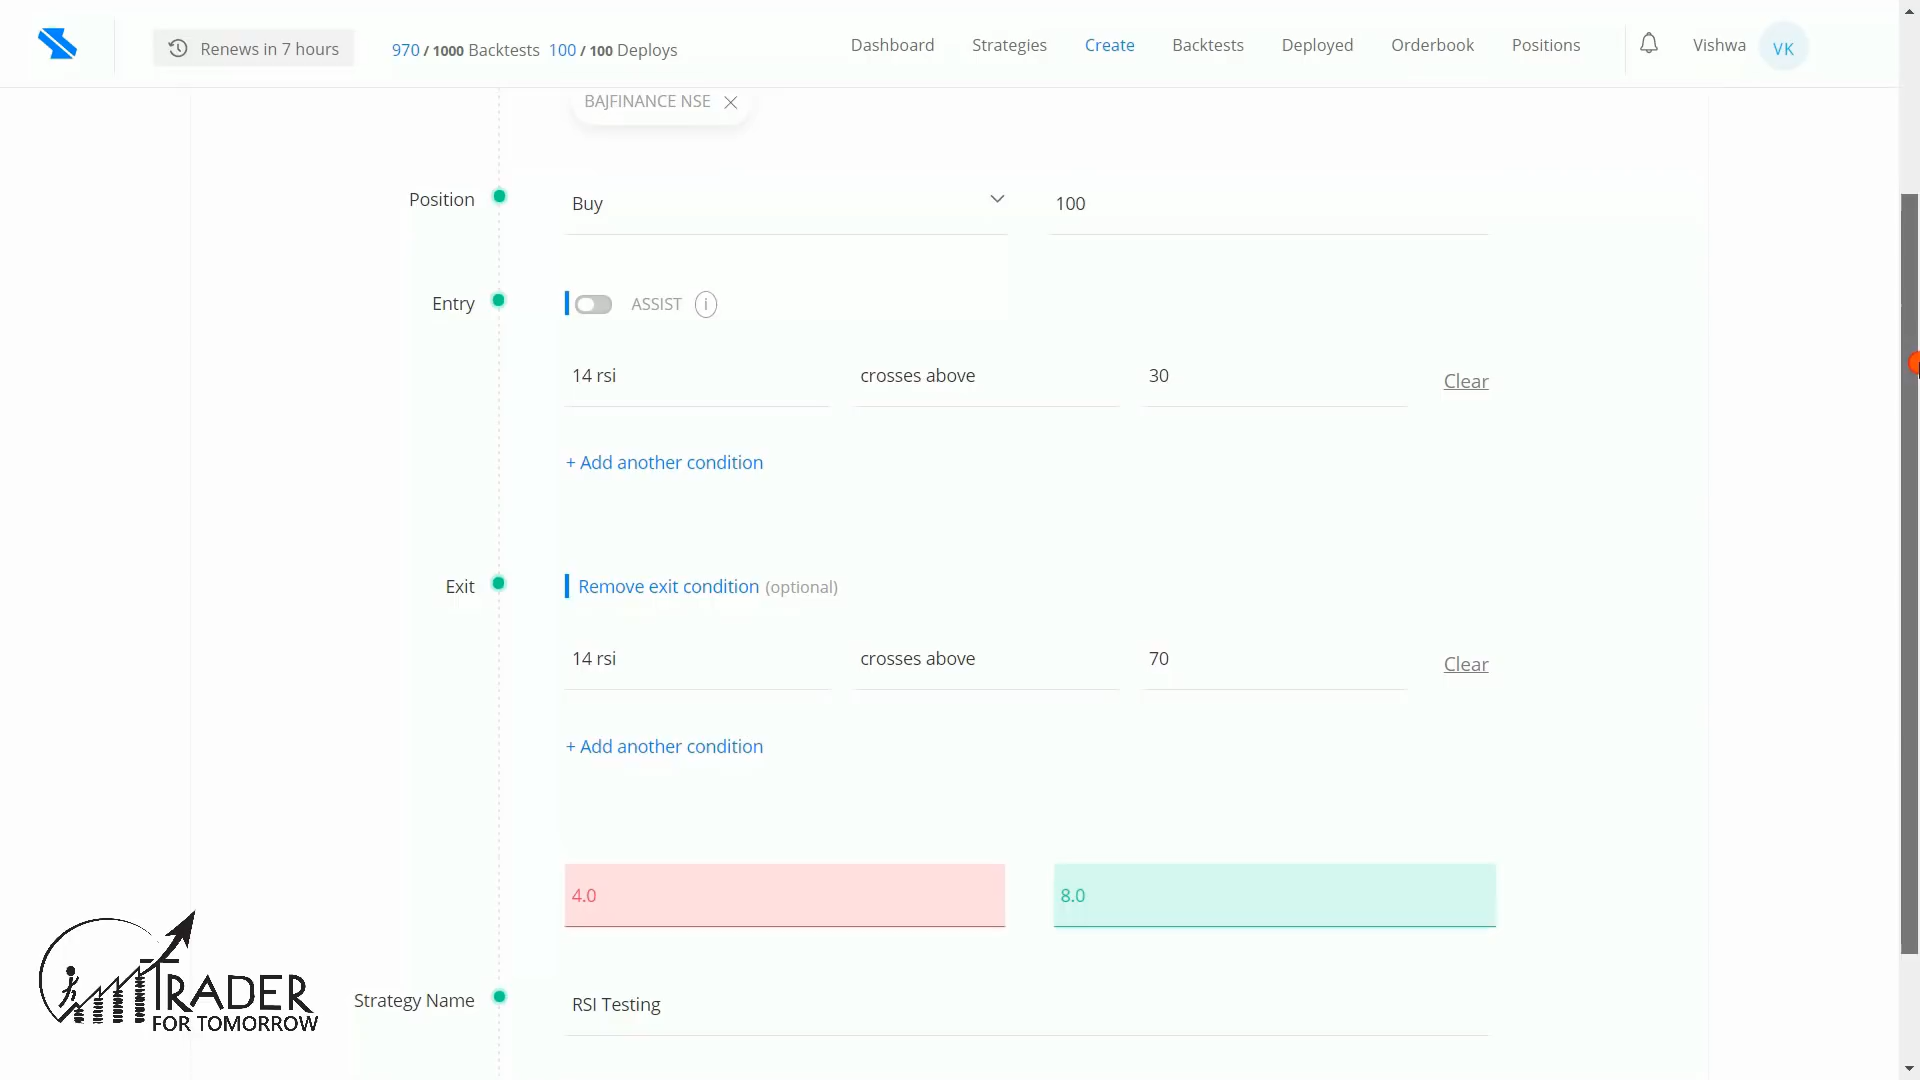 Renews in 7 hours
970 / 1000 Backtests 100 / 100 Deploys
Dashboard Strategies Create Backtests Deployed Orderbook Positions
Vishwa VK
BAJFINANCE NSE
Position Buy 100
Entry ASSIST i
14 rsi crosses above 30 Clear
+ Add another condition
Exit Remove exit condition (optional)
14 rsi crosses above 70 Clear
+ Add another condition
4.0 8.0
TRADER
FOR TOMORROW
Strategy Name RSI Testing